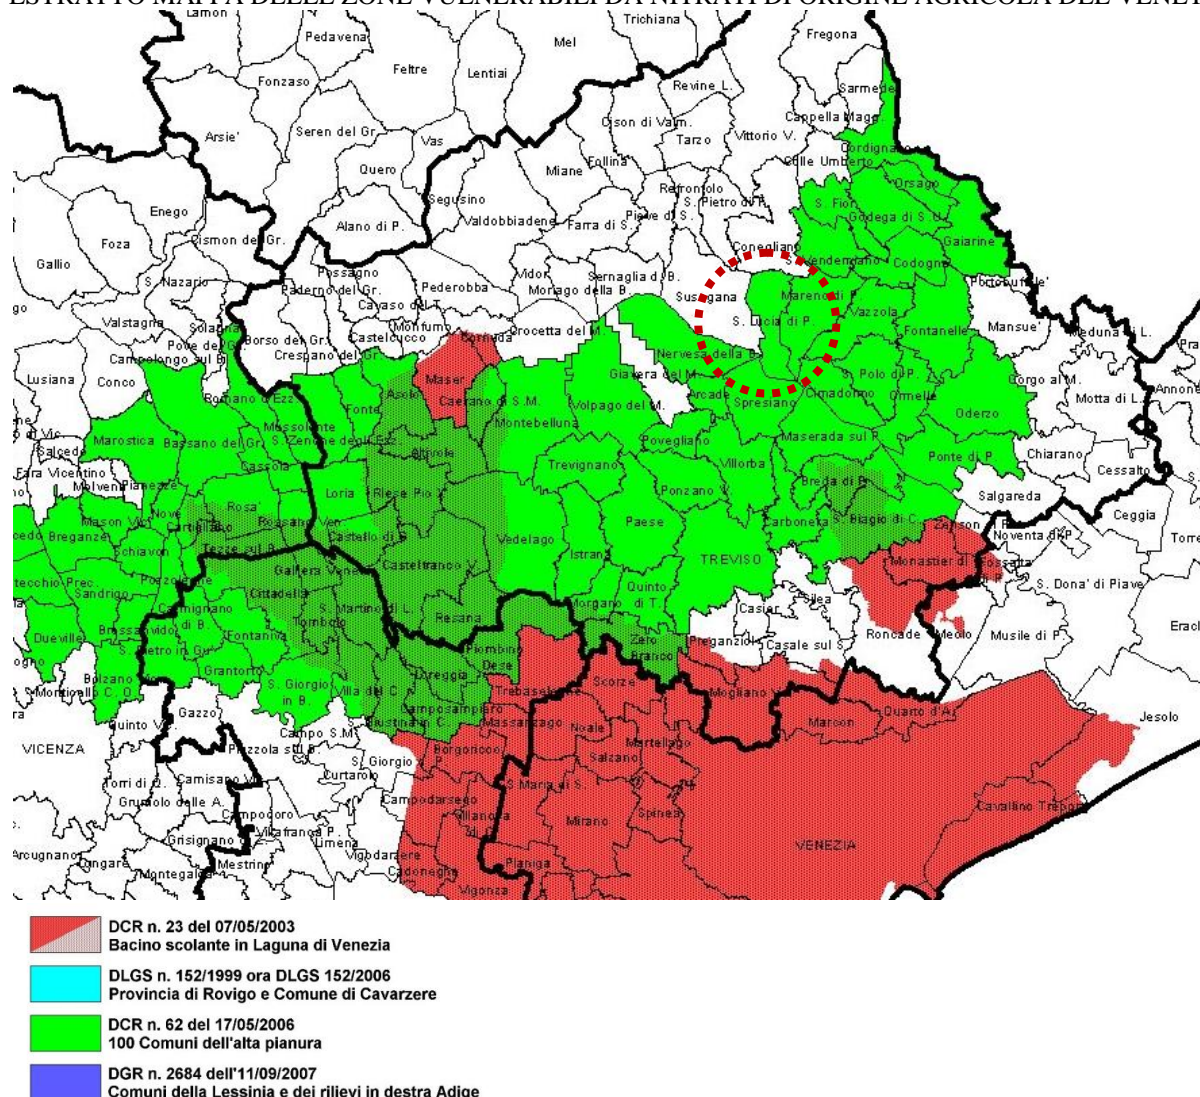 ESTRATTO MAPPA DELLE ZONE VULNERABILI DA NITRATI DI ORIGINE AGRICOLA DEL VENET
Lamon
Trichiana
Fregona
Pedavena
Mel
Feltre
Lentiai
Fonzaso
Revine L.
Sarmede
Cappella Magg.
Arsie'
Seren del Gr.
Vas
Cison di Valm.
Tarzo
Vittorio V.
Cordignano
Colle Umberto
Quero
Miane
Follina
Orsago
Refrontolo
Segusino
S. Pietro di F.
S. Fior
Enego
Alano di P.
Valdobbiadene
Farra di S.
Pieve di S.
Godega di S.U.
Foza
Cismon del Gr.
Conegliano
Gaiarine
Gallio
Possagno
Vidor
Sernaglia d. B.
S. Vendemiano
Codogne
S. Nazario
Paderno del Gr.
Pederobba
Moriago della B.
Susegana
Mareno di P.
Portobuffole'
Cavaso del T.
Vazzola
Valstagna
Solagna
Monfumo
Crocetta del M.
S. Lucia di P.
Fontanelle
Mansue'
Meduna di L.
Pove del Gr.
Borso del Gr.
Castelcucco
Cornuda
Pra
Campolongo sul B.
Crespano del Gr.
Nervesa della B.
Lusiana
Conco
Maser
Giavera del M.
S. Polo di P.
Gorgo al M.
Annone
Romano d'Ezz.
Asolo
Caerano di S.M.
Arcade
Cimadolmo
Ormelle
Motta di L.
Fonte
Volpago del M.
Spresiano
Oderzo
Mussolente
Montebelluna
Marostica
Bassano del Gr.
S. Zenone degli Ezz.
Povegliano
Maserada sul P.
Salcedo
Altivole
Chiarano
Fara Vicentino
Cassola
Trevignano
Villorba
Ponte di P.
Cessalto
Molvena
Pianezze
Loria
Riese Pio X
Ponzano V.
Breda di P.
Salgareda
Rosa'
Nove
Mason Vic.
Cartigliano
Rossano Ven.
Paese
Carbonera
S. Biagio di C.
Zenson di P.
Ceggia
Breganze
Castello di G.
Vedelago
Noventa di P.
Torre
Schiavon
Tezze sul B.
Istrana
TREVISO
Monastier di T.
Fossalta di P.
Galliera Veneta
Castelfranco V.
Pozzoleone
Quinto di T.
S. Dona' di Piave
Sandrigo
Cittadella
Carmignano di B.
S. Martino di L.
Morgano
Casier
Silea
Tombolo
Resana
Eracl
Dueville
Bressanvido
Fontaniva
Zero Branco
Preganziol
Casale sul S.
Roncade
Meolo
Musile di P.
S. Pietro in Gu'
Piombino Dese
Grantorto
Bolzano
S. Giorgio in B.
Villa del C.
Loreggia
Trebaseleghe
Scorze'
Mogliano V.
Monticello C. O.
Camposampiero
Quarto d'A.
Jesolo
Gazzo
S. Giustina in C.
Massanzago
Noale
Marcon
Quinto V.
Campo S.M.
VICENZA
Piazzola sul B.
Borgoricco
Martellago
S. Giorgio
Salzano
Torri di Q.
Camisano V.
Curtarolo
S. Maria di S.
Grumolo delle A.
Campodarsego
Cavallino Treporti
Campodoro
Villanova di C.
Mirano
Spinea
Grisignano
Villafranca P.
Limena
VENEZIA
Arcugnano
Longare
Mestrino
Vigodarzere
Cadoneghe
Pianiga
Montegalda
Vigonza
DCR n. 23 del 07/05/2003
Bacino scolante in Laguna di Venezia
DLGS n. 152/1999 ora DLGS 152/2006
Provincia di Rovigo e Comune di Cavarzere
DCR n. 62 del 17/05/2006
100 Comuni dell'alta pianura
DGR n. 2684 dell'11/09/2007
Comuni della Lessinia e dei rilievi in destra Adige